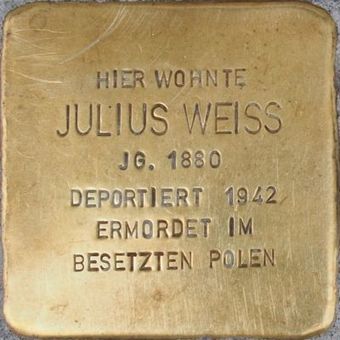 HIER WOHNTE
JULIUS WEISS
JG. 1880
DEPORTIERT 1942
ERMORDET IM
BESETZTEN POLEN